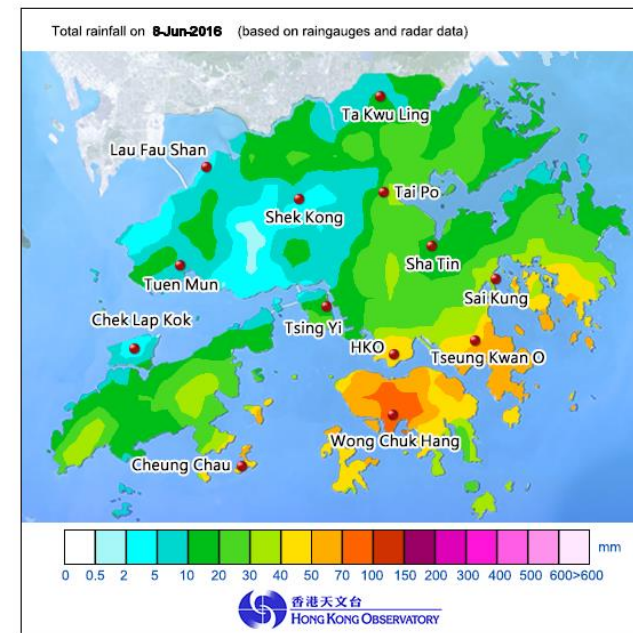 Total rainfall on 8-Jun-2016 (based on raingauges and radar data)
Ta Kwu Ling
Lau Fau Shan
Tai Po
Shek Kong
Sha Tin
Tuen Mun
Sai Kung
Chek Lap Kok
Tsing Yi
HKO
Tseung Kwan O
Wong Chuk Hang
Cheung Chau
mm
0 0.5 2 5 10 20 30 40 50 70 100 150 200 300 400 500 600 >600
香港天文台
HONG KONG OBSERVATORY